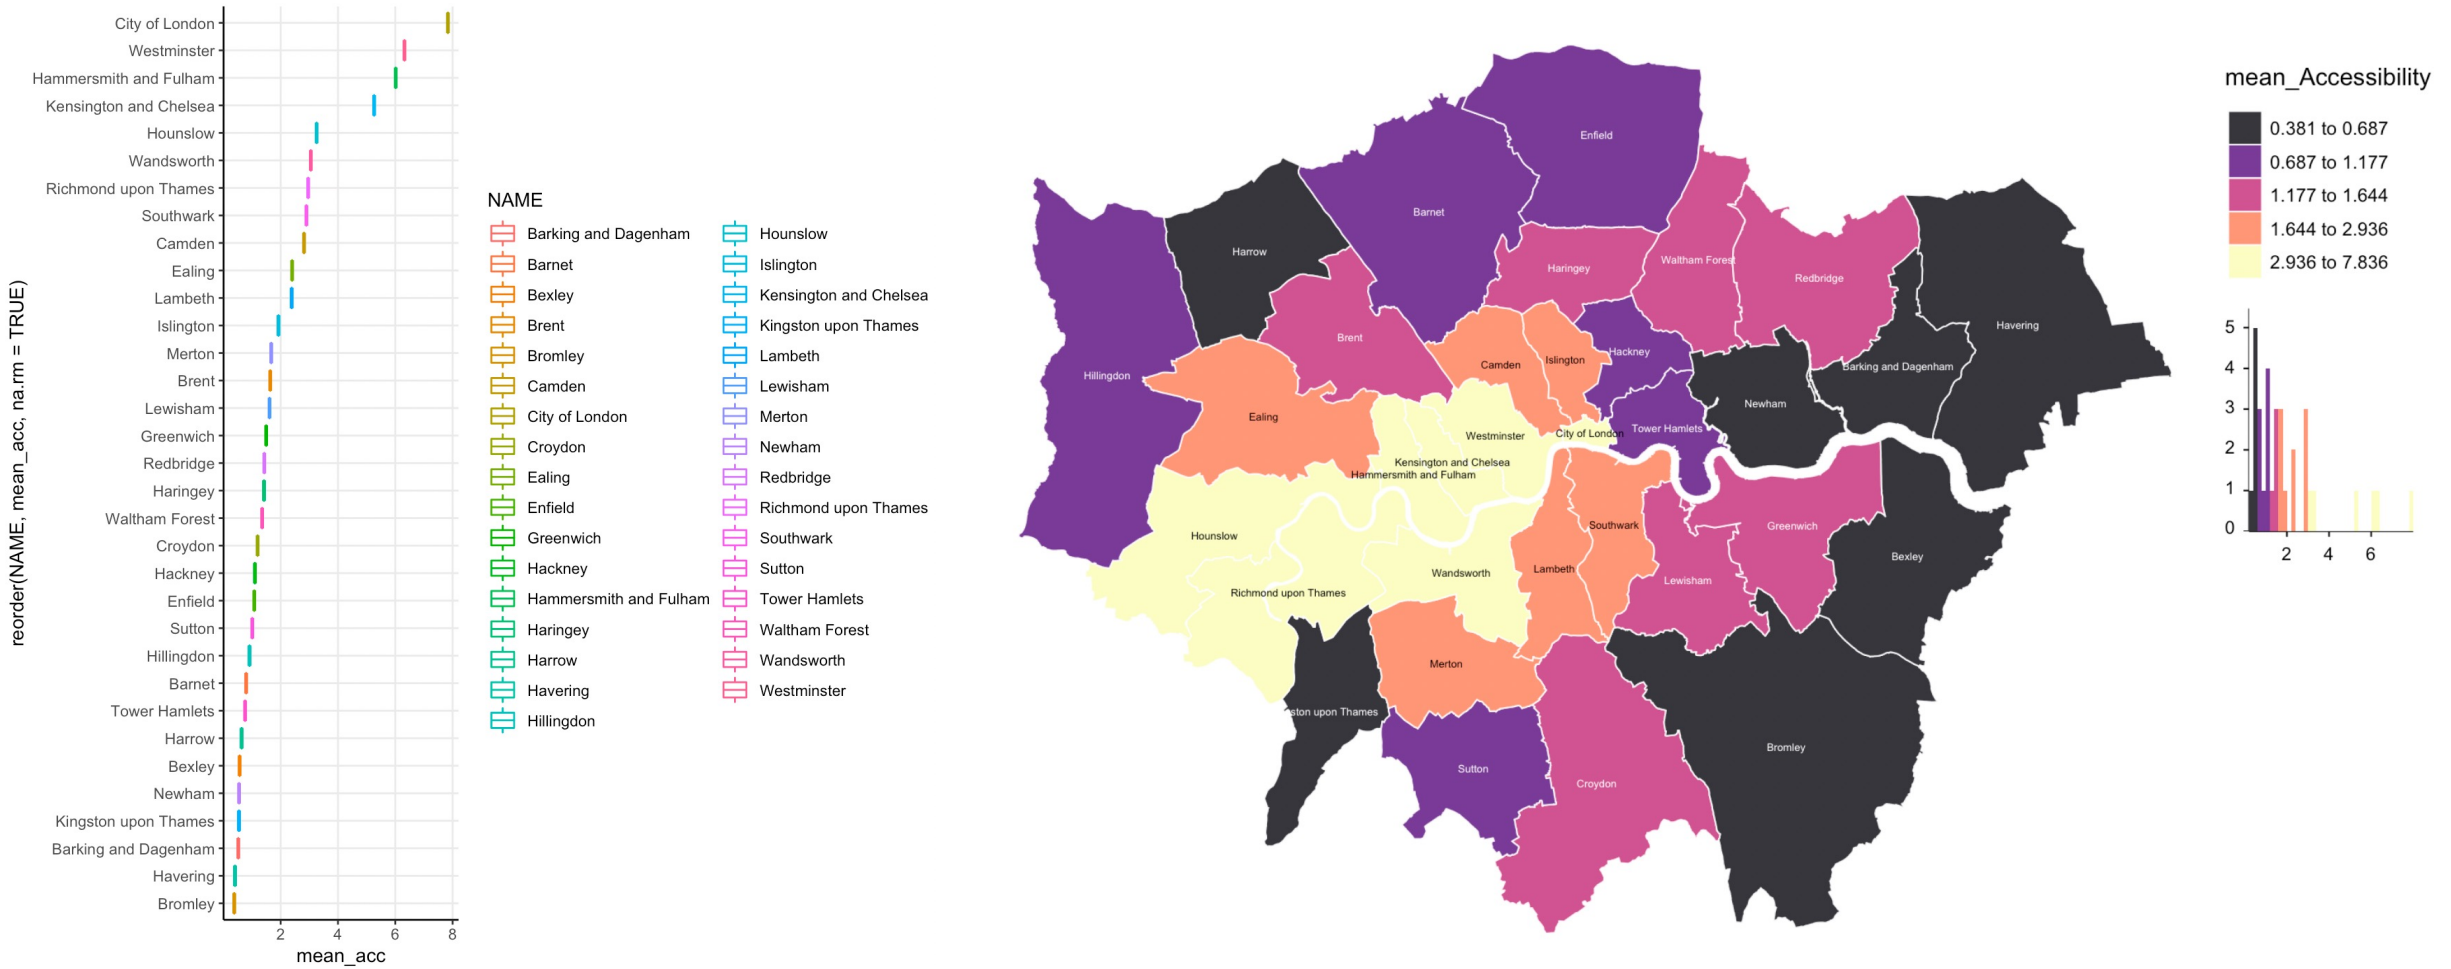 City of London
Westminster
Hammersmith and Fulham
Kensington and Chelsea
Hounslow
Wandsworth
Richmond upon Thames
Southwark
Camden
Ealing
Lambeth
Islington
Merton
Brent
Lewisham
Greenwich
Redbridge
Haringey
Waltham Forest
Croydon
Hackney
Enfield
Sutton
Hillingdon
Barnet
Tower Hamlets
Harrow
Bexley
Newham
Kingston upon Thames
Barking and Dagenham
Havering
Bromley
reorder(NAME, mean_acc, na.rm = TRUE)
2 4 6 8
mean_acc
NAME
Barking and Dagenham
Barnet
Bexley
Brent
Bromley
Camden
City of London
Croydon
Ealing
Enfield
Greenwich
Hackney
Hammersmith and Fulham
Haringey
Harrow
Havering
Hillingdon
Hounslow
Islington
Kensington and Chelsea
Kingston upon Thames
Lambeth
Lewisham
Merton
Newham
Redbridge
Richmond upon Thames
Southwark
Sutton
Tower Hamlets
Waltham Forest
Wandsworth
Westminster
Enfield
Barnet
Harrow
Haringey
Waltham Forest
Redbridge
Havering
Brent
Hackney
Islington
Camden
Barking and Dagenham
Hillingdon
Newham
Ealing
Tower Hamlets
City of London
Westminster
Kensington and Chelsea
Hammersmith and Fulham
Southwark
Greenwich
Hounslow
Bexley
Lambeth
Wandsworth
Lewisham
Richmond upon Thames
Merton
ston upon Thames
Bromley
Sutton
Croydon
mean_Accessibility
0.381 to 0.687
0.687 to 1.177
1.177 to 1.644
1.644 to 2.936
2.936 to 7.836
5
4
3
2
1
0
2 4 6